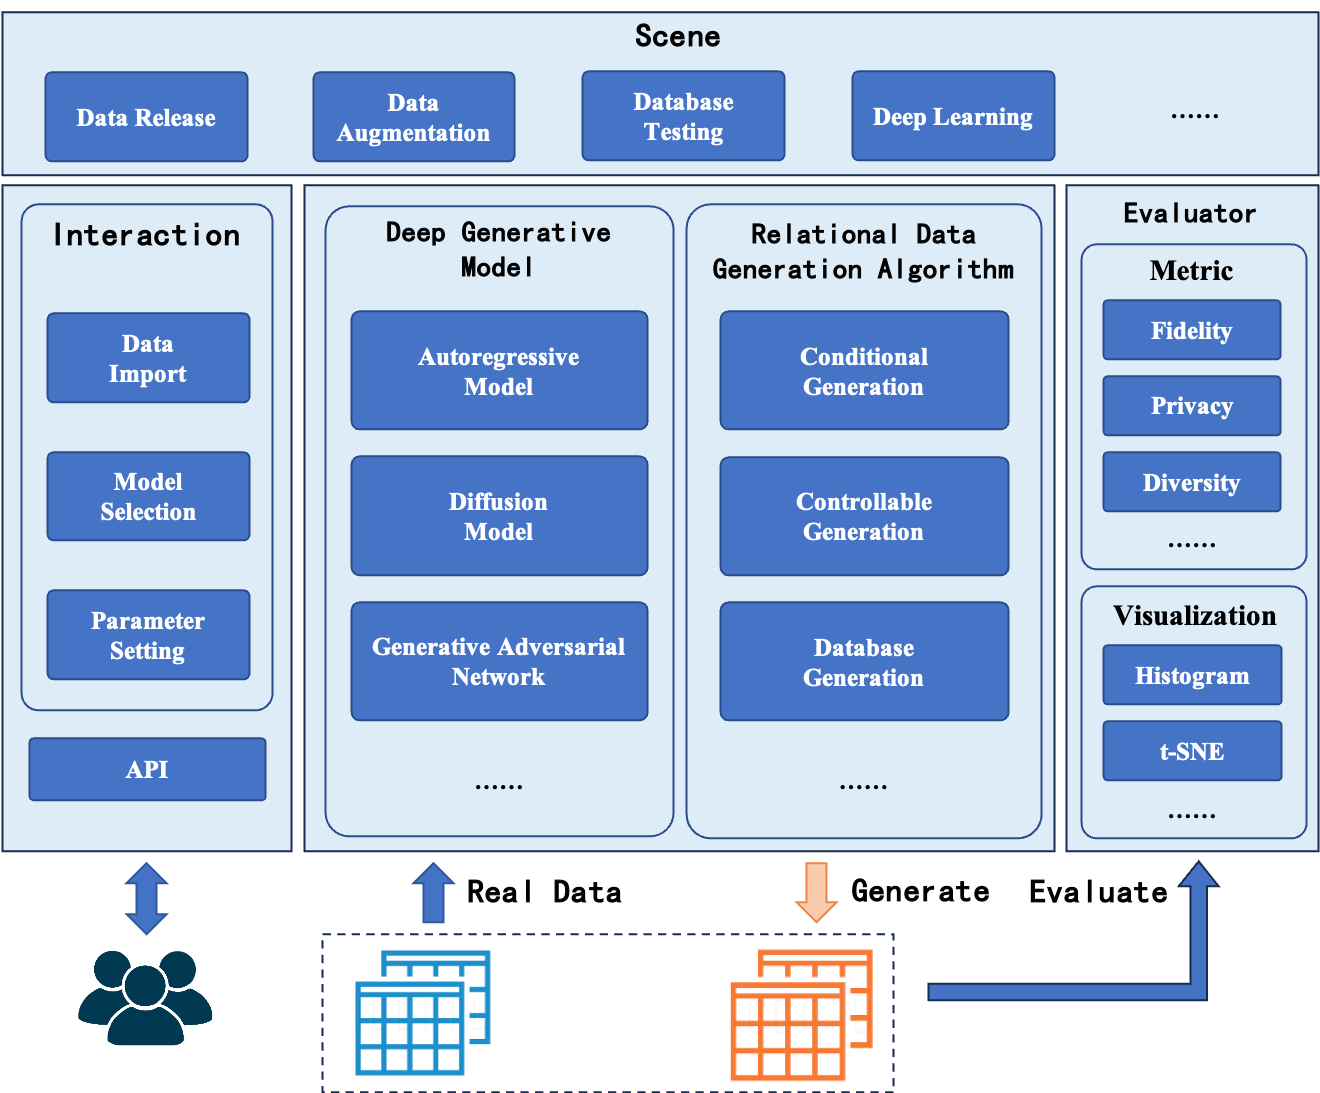 Scene
Data Release
Data
Augmentation
Database
Testing
Deep Learning
......
Interaction
Data
Import
Model
Selection
Parameter
Setting
API
Deep Generative
Model
Autoregressive
Model
Diffusion
Model
Generative Adversarial
Network
......
Relational Data
Generation Algorithm
Conditional
Generation
Controllable
Generation
Database
Generation
......
Evaluator
Metric
Fidelity
Privacy
Diversity
......
Visualization
Histogram
t-SNE
......
Real Data
Generate
Evaluate